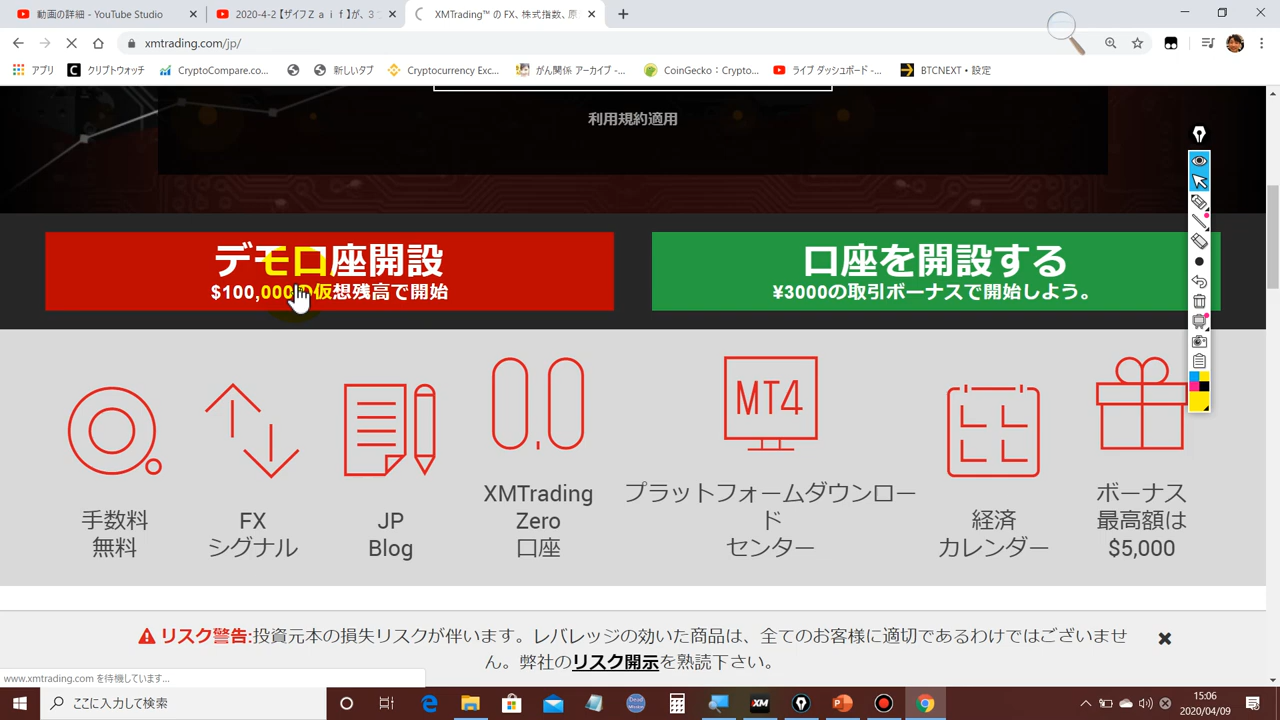 動画の詳細 - YouTube Studio
2020-4-2【ザイフＺａｉｆ】が、３つ
XMTrading™ の FX、株式指数、原
xmtrading.com/jp/
アプリ
クリプトウォッチ
CryptoCompare.co...
新しいタブ
Cryptocurrency Exc...
がん関係 アーカイブ -...
CoinGecko：Crypto...
ライブ ダッシュボード -...
BTCNEXT • 設定
利用規約適用
デモ口座開設
$100,000の仮想残高で開始
口座を開設する
¥3000の取引ボーナスで開始しよう。
手数料
無料
FX
シグナル
JP
Blog
0,0
XMTrading
Zero
口座
MT4
プラットフォームダウンロー
ド
センター
経済
カレンダー
ボーナス
最高額は
$5,000
リスク警告:投資元本の損失リスクが伴います。レバレッジの効いた商品は、全てのお客様に適切であるわけではございませ
ん。弊社のリスク開示を熟読下さい。
www.xmtrading.com を待機しています...
ここに入力して検索
XM
15:06
2020/04/09